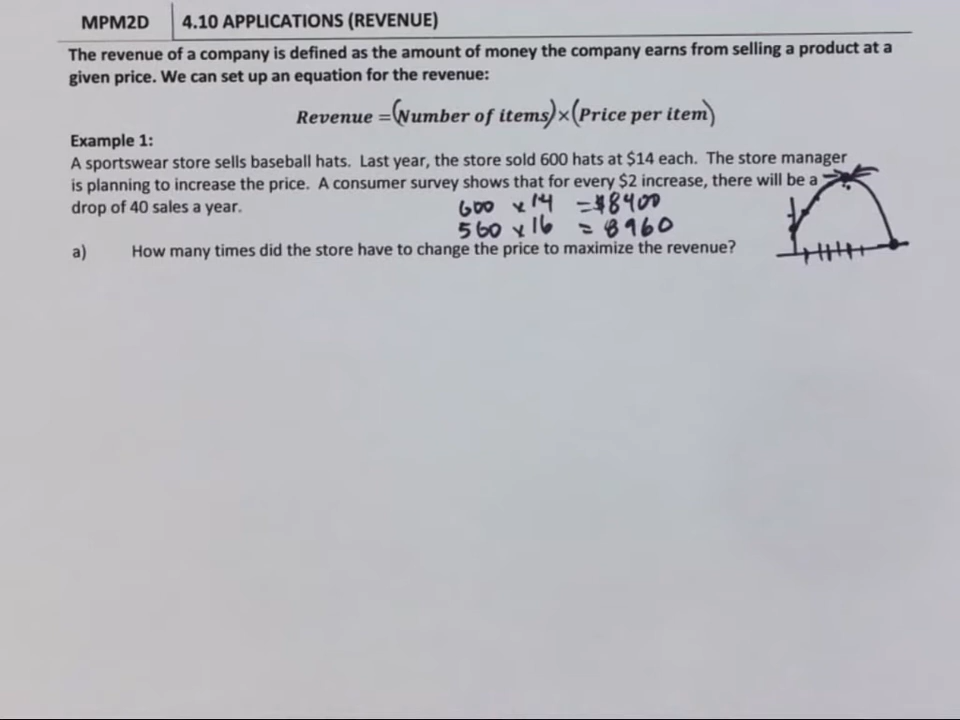 MPM2D 4.10 APPLICATIONS (REVENUE)
The revenue of a company is defined as the amount of money the company earns from selling a product at a
given price. We can set up an equation for the revenue:
Revenue = (Number of items) × (Price per item)
Example 1:
A sportswear store sells baseball hats. Last year, the store sold 600 hats at $14 each. The store manager
is planning to increase the price. A consumer survey shows that for every $2 increase, there will be a
drop of 40 sales a year.
600 x 14 = $8400
560 x 16 = 8960
a) How many times did the store have to change the price to maximize the revenue?